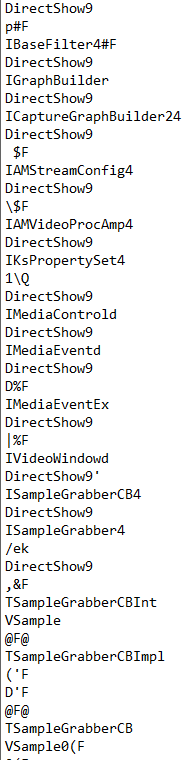 DirectShow9
p#F
IBaseFilter4#F
DirectShow9
IGraphBuilder
DirectShow9
ICaptureGraphBuilder24
DirectShow9
 $F
IAMStreamConfig4
DirectShow9
\$F
IAMVideoProcAmp4
DirectShow9
IKsPropertySet4
1\Q
DirectShow9
IMediaControld
DirectShow9
IMediaEventd
DirectShow9
D%F
IMediaEventEx
DirectShow9
|%F
IVideoWindowd
DirectShow9'
ISampleGrabberCB4
DirectShow9
ISampleGrabber4
/ek
DirectShow9
,&F
TSampleGrabberCBInt
VSample
@F@
TSampleGrabberCBImpl
('F
D'F
@F@
TSampleGrabberCB
VSample0(F